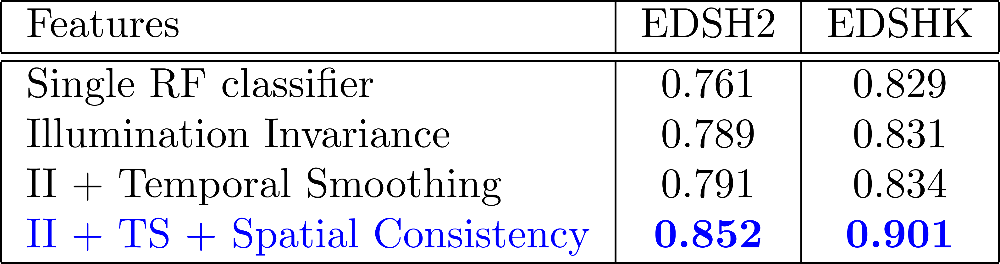 Features EDSH2 EDSHK
Single RF classifier 0.761 0.829
Illumination Invariance 0.789 0.831
II + Temporal Smoothing 0.791 0.834
II + TS + Spatial Consistency 0.852 0.901